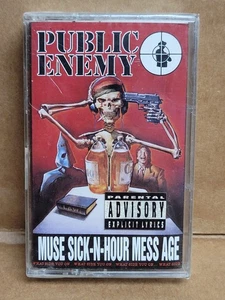 PUBLIC
ENEMY
PARENTAL
ADVISORY
EXPLICIT LYRICS
MUSE SICK-N-HOUR MESS AGE